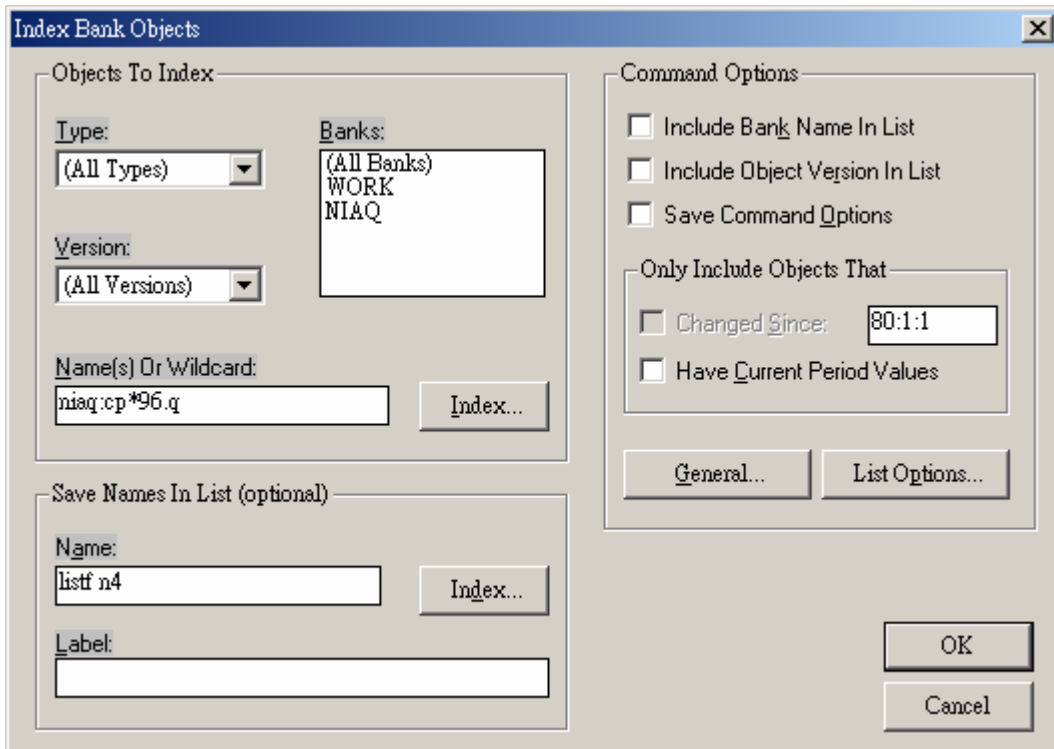 Index Bank Objects
Objects To Index
Type:
(All Types)
Banks:
(All Banks)
WORK
NIAQ
Version:
(All Versions)
Name(s) Or Wildcard:
niaq:cp*96.q
Index...
Save Names In List (optional)
Name:
listf n4
Index...
Label:
Command Options
Include Bank Name In List
Include Object Version In List
Save Command Options
Only Include Objects That
Changed Since:
80:1:1
Have Current Period Values
General...
List Options...
OK
Cancel